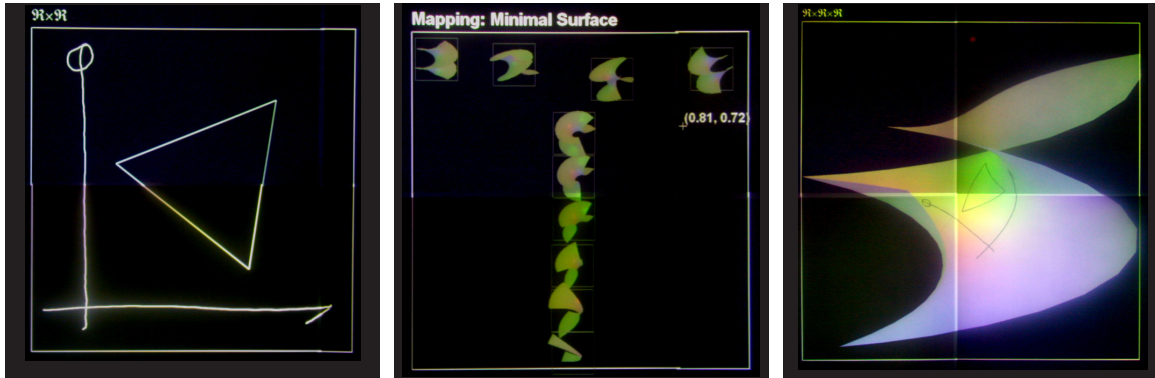 ℜ×ℜ
Mapping: Minimal Surface
(0.81, 0.72)
ℜ×ℜ×ℜ